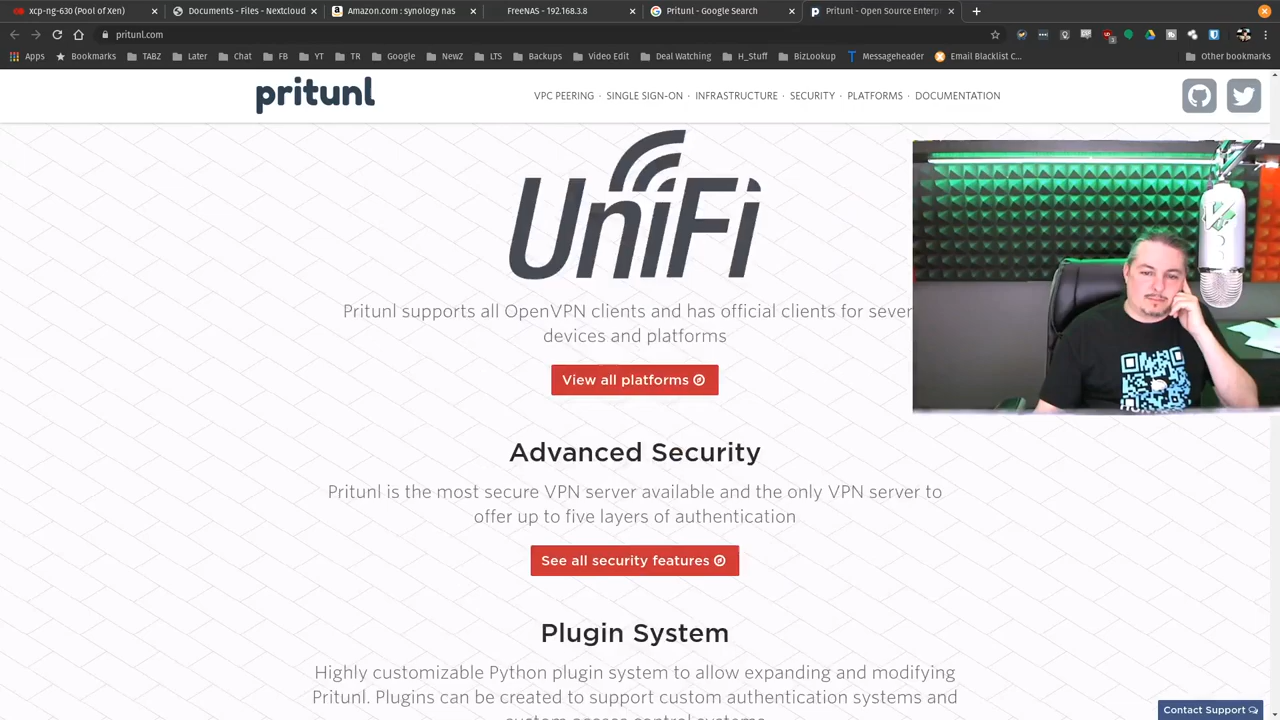 xcp-ng-630 (Pool of Xen)
Documents - Files - Nextcloud
Amazon.com : synology nas
FreeNAS - 192.168.3.8
Pritunl - Google Search
Pritunl - Open Source Enterp
pritunl.com
Apps
Bookmarks
TABZ
Later
Chat
FB
YT
TR
Google
NewZ
LTS
Backups
Video Edit
Deal Watching
H_Stuff
BizLookup
Messageheader
Email Blacklist C...
Other bookmarks
pritunl
VPC PEERING · SINGLE SIGN-ON · INFRASTRUCTURE · SECURITY · PLATFORMS · DOCUMENTATION
UniFi
Pritunl supports all OpenVPN clients and has official clients for sever
devices and platforms
View all platforms
Advanced Security
Pritunl is the most secure VPN server available and the only VPN server to
offer up to five layers of authentication
See all security features
Plugin System
Highly customizable Python plugin system to allow expanding and modifying
Pritunl. Plugins can be created to support custom authentication systems and
custom access control systems
Contact Support